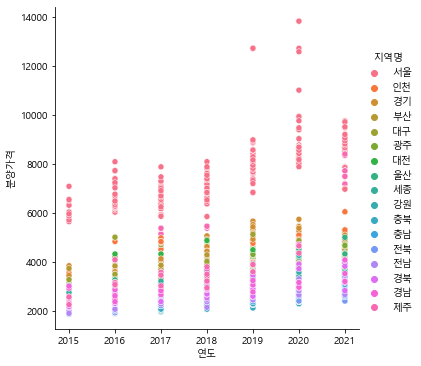 14000
12000
10000
8000
6000
4000
2000
분양가격
2015 2016 2017 2018 2019 2020 2021
연도
지역명
서울
인천
경기
부산
대구
광주
대전
울산
세종
강원
충북
충남
전북
전남
경북
경남
제주